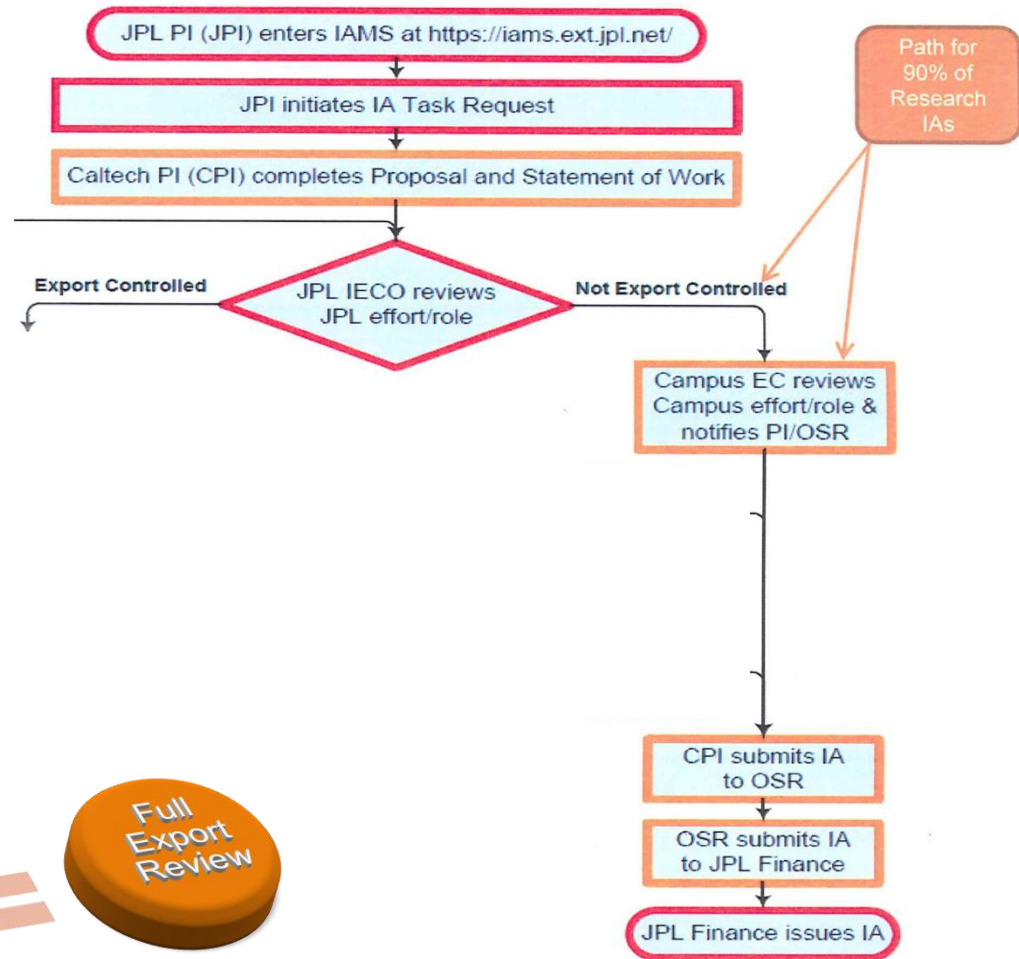 JPL PI (JPI) enters IAMS at https://iams.ext.jpl.net/
Path for
90% of
Research
IAs
JPI initiates IA Task Request
Caltech PI (CPI) completes Proposal and Statement of Work
Export Controlled
JPL IECO reviews
JPL effort/role
Not Export Controlled
Campus EC reviews
Campus effort/role &
notifies PI/OSR
CPI submits IA
to OSR
OSR submits IA
to JPL Finance
JPL Finance issues IA
Full
Export
Review